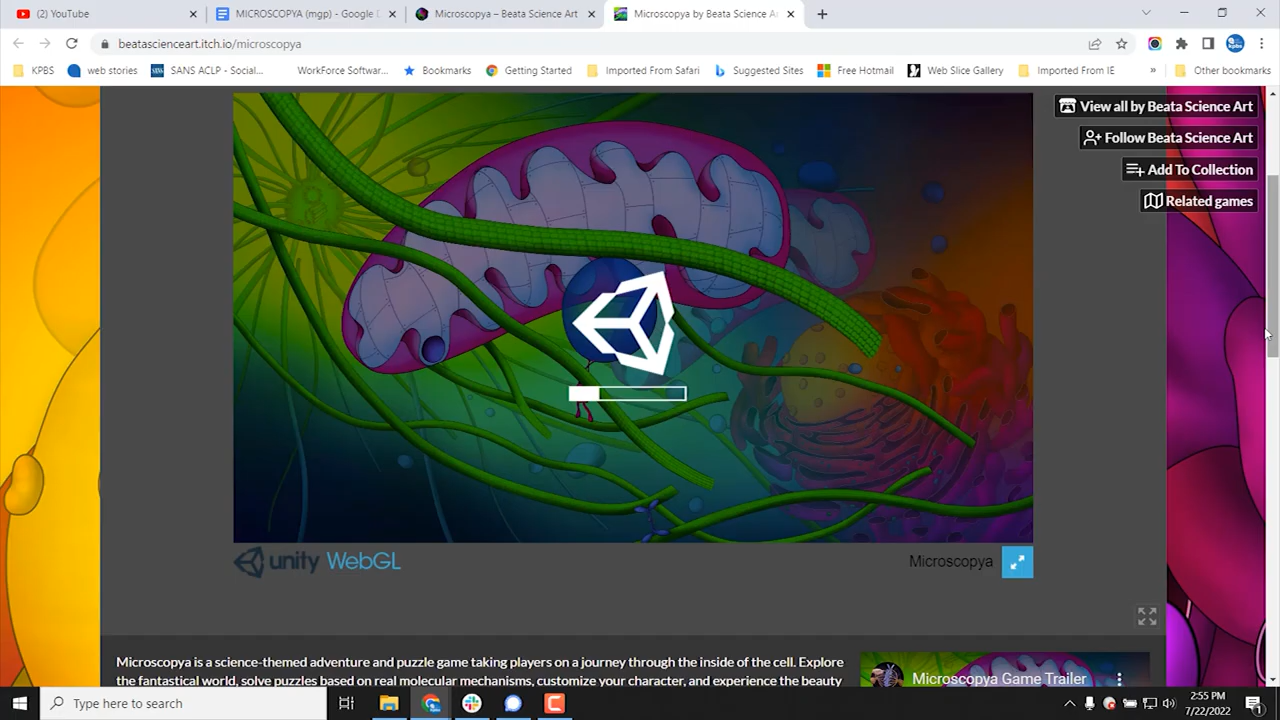 YouTube
MICROSCOPYA (mgp) - Google D
Microscopya – Beata Science Art
Microscopya by Beata Science Ar
beatascienceart.itch.io/microscopya
KPBS
web stories
SANS ACLP - Social...
WorkForce Softwar...
Bookmarks
Getting Started
Imported From Safari
Suggested Sites
Free Hotmail
Web Slice Gallery
Imported From IE
»
Other bookmarks
View all by Beata Science Art
Follow Beata Science Art
Add To Collection
Related games
unity WebGL
Microscopya
Microscopya is a science-themed adventure and puzzle game taking players on a journey through the inside of the cell. Explore
the fantastical world, solve puzzles based on real molecular mechanisms, customize your character, and experience the beauty
Microscopya Game Trailer
Type here to search
2:55 PM
7/22/2022